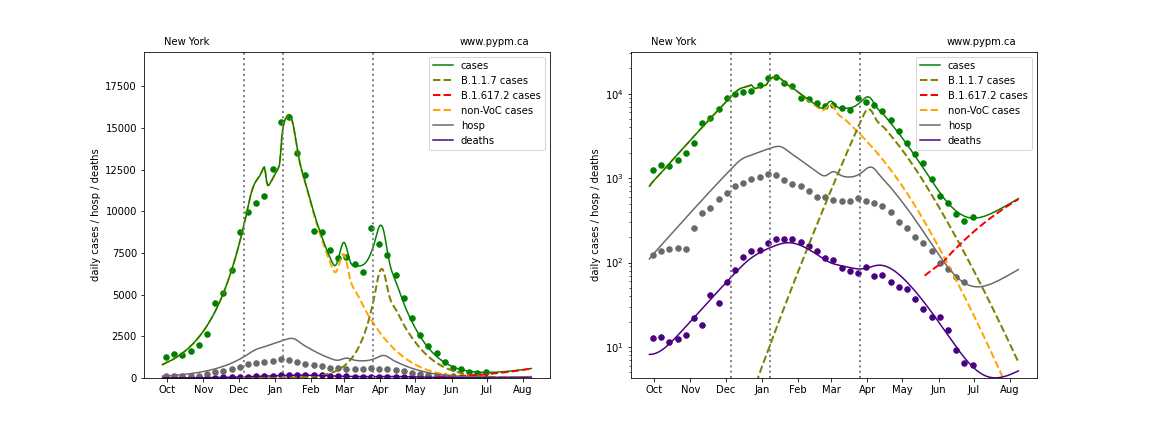 New York www.pypm.ca
cases
B.1.1.7 cases
B.1.617.2 cases
non-VoC cases
hosp
deaths
daily cases / hosp / deaths
17500
15000
12500
10000
7500
5000
2500
0
Oct Nov Dec Jan Feb Mar Apr May Jun Jul Aug
New York www.pypm.ca
cases
B.1.1.7 cases
B.1.617.2 cases
non-VoC cases
hosp
deaths
daily cases / hosp / deaths
10⁴
10³
10²
10¹
Oct Nov Dec Jan Feb Mar Apr May Jun Jul Aug